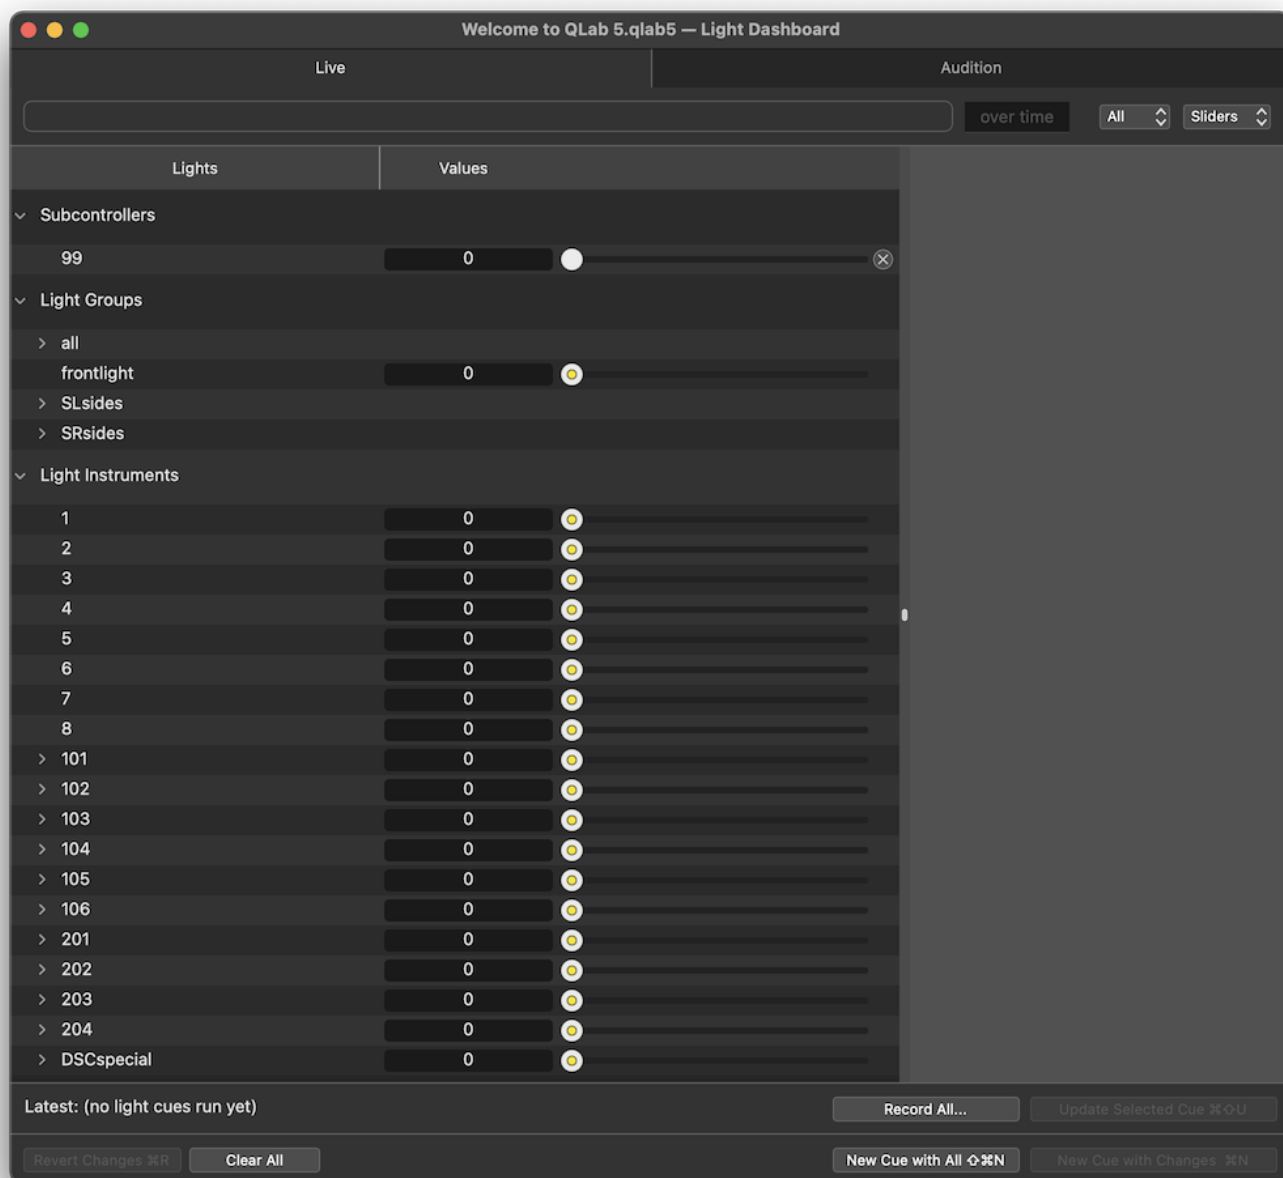 Welcome to QLab 5.qlab5 — Light Dashboard
Live Audition
over time All Sliders
Lights Values
Subcontrollers
99 0
Light Groups
all
frontlight 0
SLsides
SRsides
Light Instruments
1 0
2 0
3 0
4 0
5 0
6 0
7 0
8 0
101 0
102 0
103 0
104 0
105 0
106 0
201 0
202 0
203 0
204 0
DSCspecial 0
Latest: (no light cues run yet) Record All... Update Selected Cue ⌘⇧U
Revert Changes ⌘R Clear All New Cue with All ⇧⌘N New Cue with Changes ⌘N